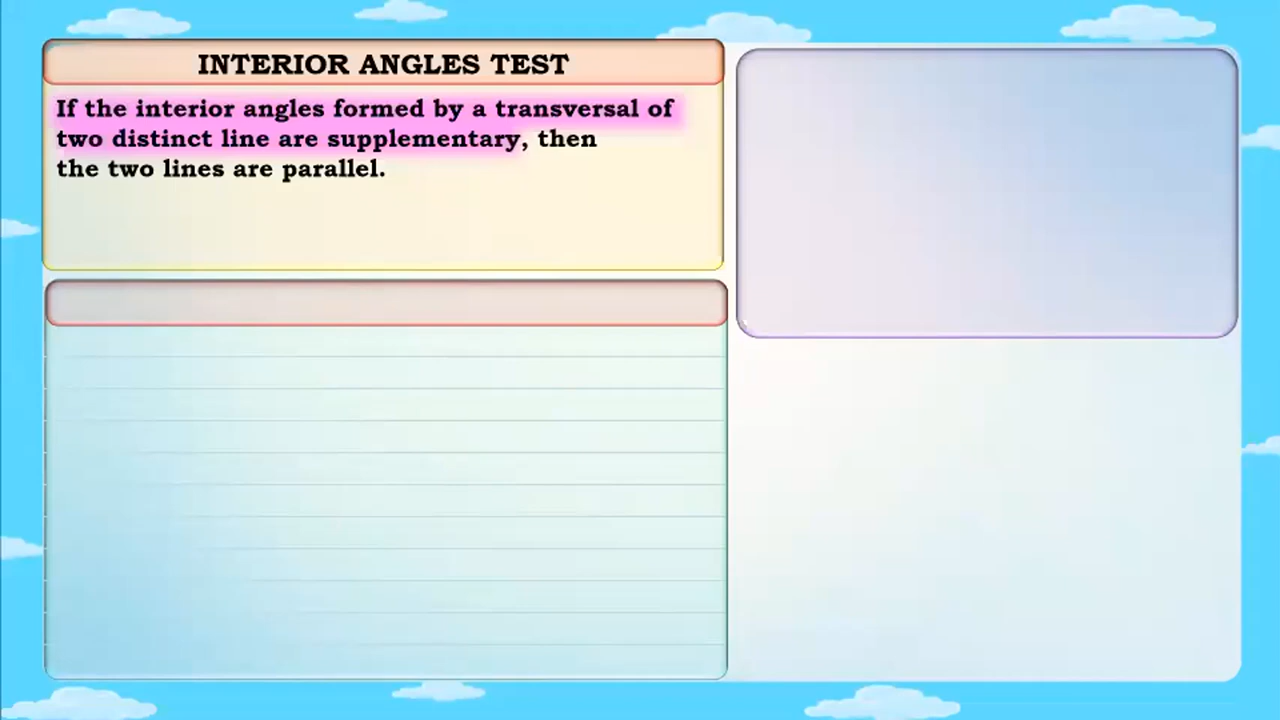 INTERIOR ANGLES TEST
If the interior angles formed by a transversal of
two distinct line are supplementary, then
the two lines are parallel.